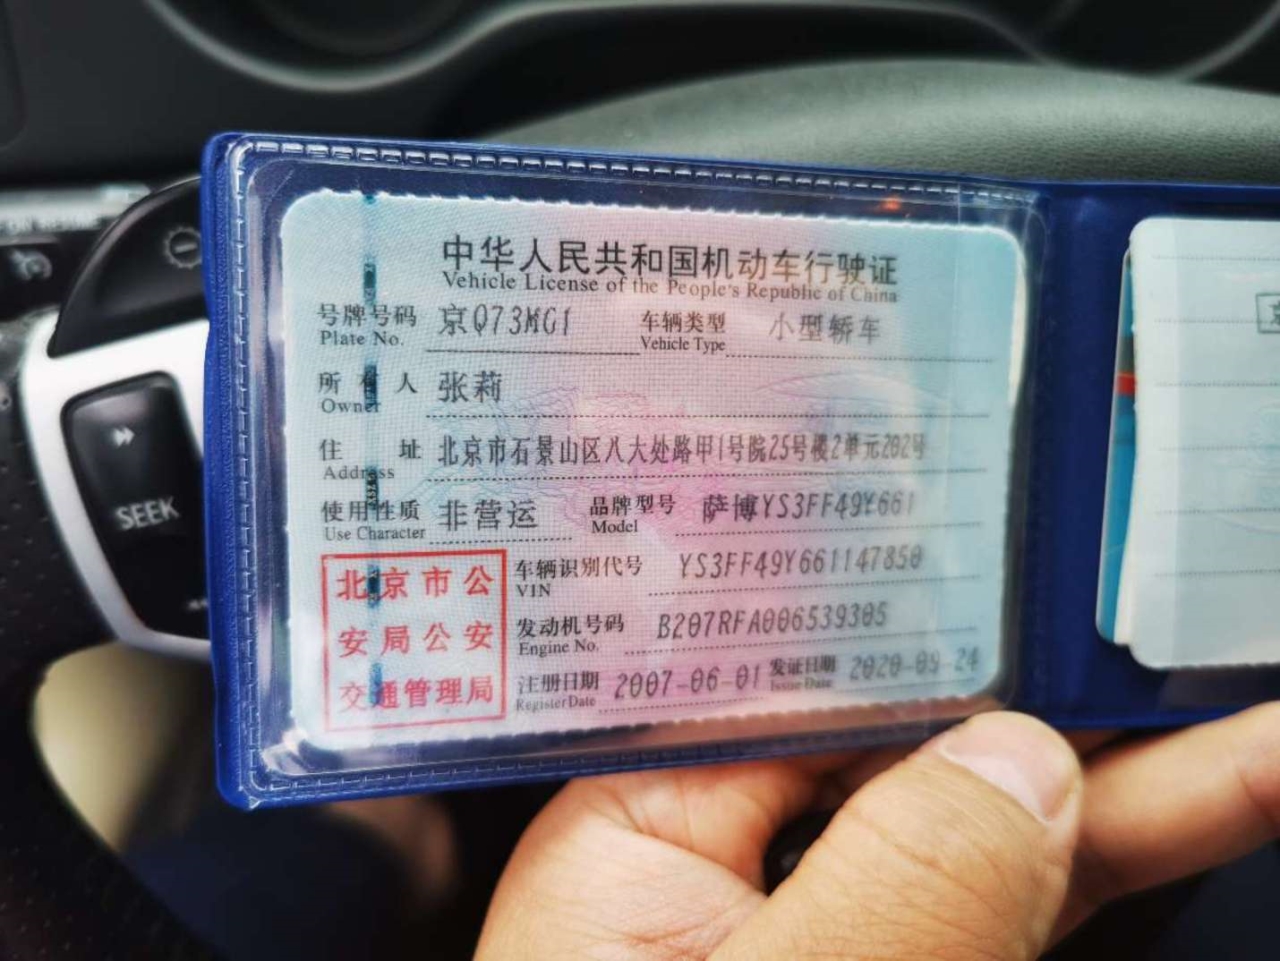 中华人民共和国机动车行驶证
Vehicle License of the People's Republic of China
号牌号码 京Q73MG1 车辆类型 小型轿车
Plate No. Vehicle Type
所有人 张莉
Owner
住址 北京市石景山区八大处路甲1号院25号楼2单元202号
Address
使用性质 非营运 品牌型号 萨博YS3FF49Y661
Use Character Model
车辆识别代号 YS3FF49Y661147850
VIN
发动机号码 B207RFA006539305
Engine No.
注册日期 2007-06-01 发证日期 2020-09-24
Register Date Issue Date
北京市公
安局公安
交通管理局
SEEK